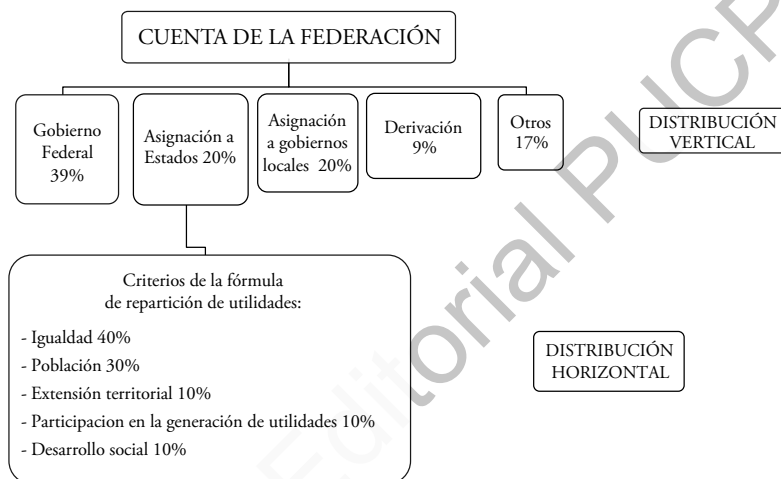 CUENTA DE LA FEDERACIÓN
Gobierno
Federal
39%
Asignación a
Estados 20%
Asignación
a gobiernos
locales 20%
Derivación
9%
Otros
17%
DISTRIBUCIÓN
VERTICAL
Criterios de la fórmula
de repartición de utilidades:
- Igualdad 40%
- Población 30%
- Extensión territorial 10%
- Participacion en la generación de utilidades 10%
- Desarrollo social 10%
DISTRIBUCIÓN
HORIZONTAL
Editorial PUCP